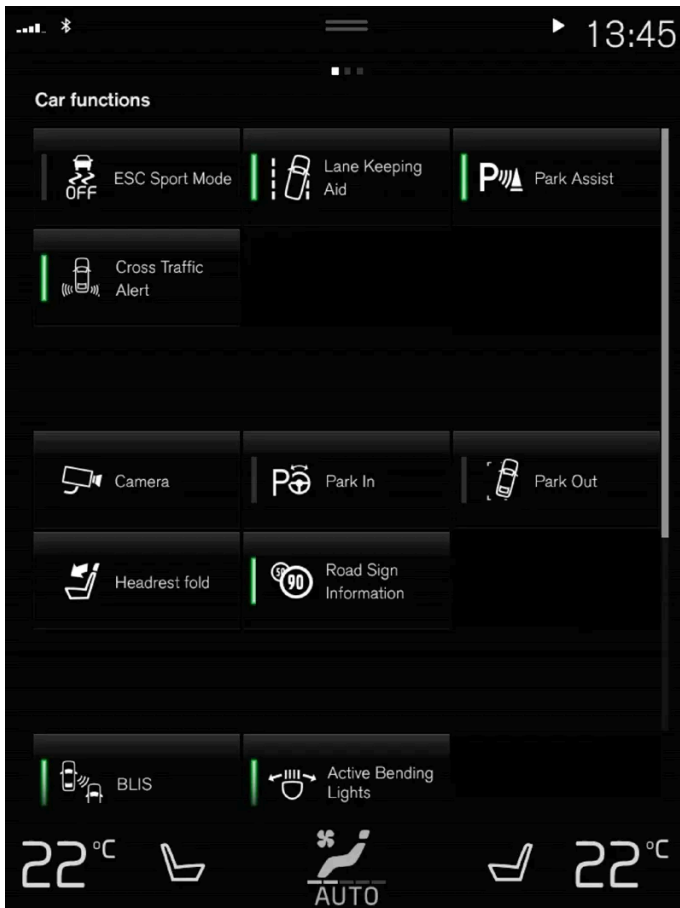 13:45
Car functions
OFF
ESC Sport Mode
Lane Keeping
Aid
P
Park Assist
Cross Traffic
Alert
Camera
P
Park In
Park Out
Headrest fold
50
90
Road Sign
Information
BLIS
Active Bending
Lights
22°C
AUTO
22°C